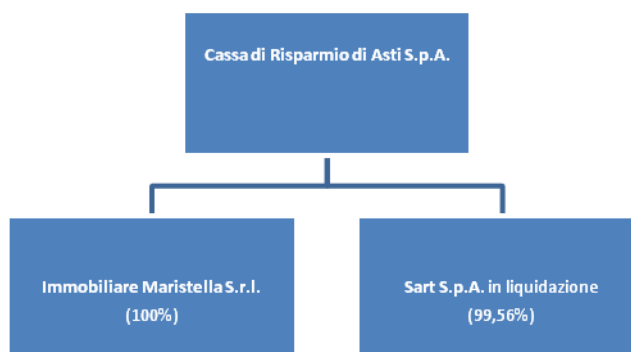 Cassa di Risparmio di Asti S.p.A.
Immobiliare Maristella S.r.l.
(100%)
Sart S.p.A. in liquidazione
(99,56%)